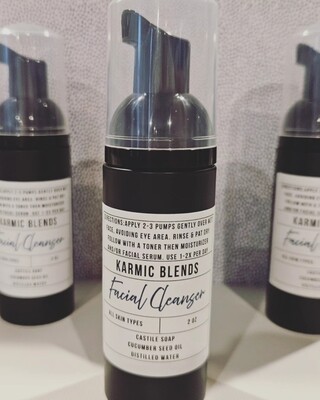 DIRECTIONS:APPLY 2-3 PUMPS GENTLY OVER WET
FACE, AVOIDING EYE AREA. RINSE & PAT DRY
FOLLOW WITH A TONER THEN MOISTURIZER
AND/OR FACIAL SERUM. USE 1-2X PER DAY
KARMIC BLENDS
Facial Cleanser
ALL SKIN TYPES
2 OZ
CASTILE SOAP
CUCUMBER SEED OIL
DISTILLED WATER
KARMIC BLENDS
Facial Cleanser
KARMIC
Facial